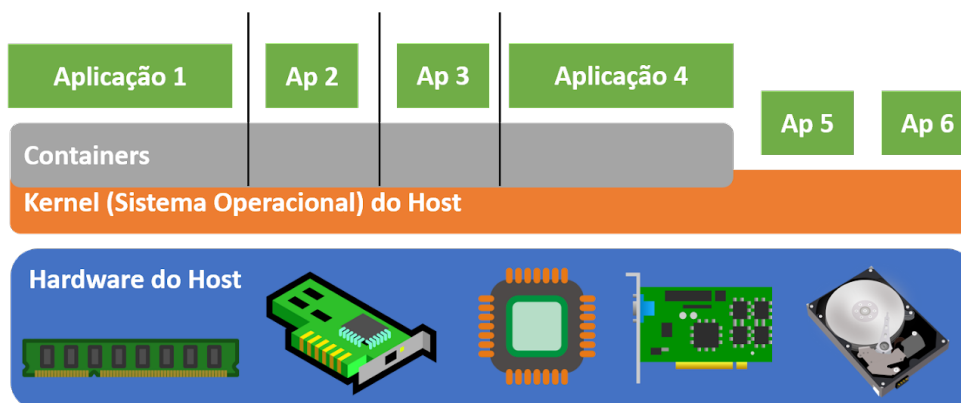 Aplicação 1
Ap 2
Ap 3
Aplicação 4
Ap 5
Ap 6
Containers
Kernel (Sistema Operacional) do Host
Hardware do Host